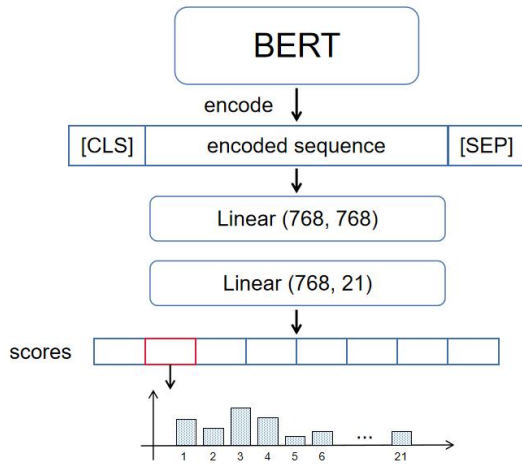 BERT
encode
[CLS] encoded sequence [SEP]
Linear (768, 768)
Linear (768, 21)
scores
1 2 3 4 5 6 ... 21